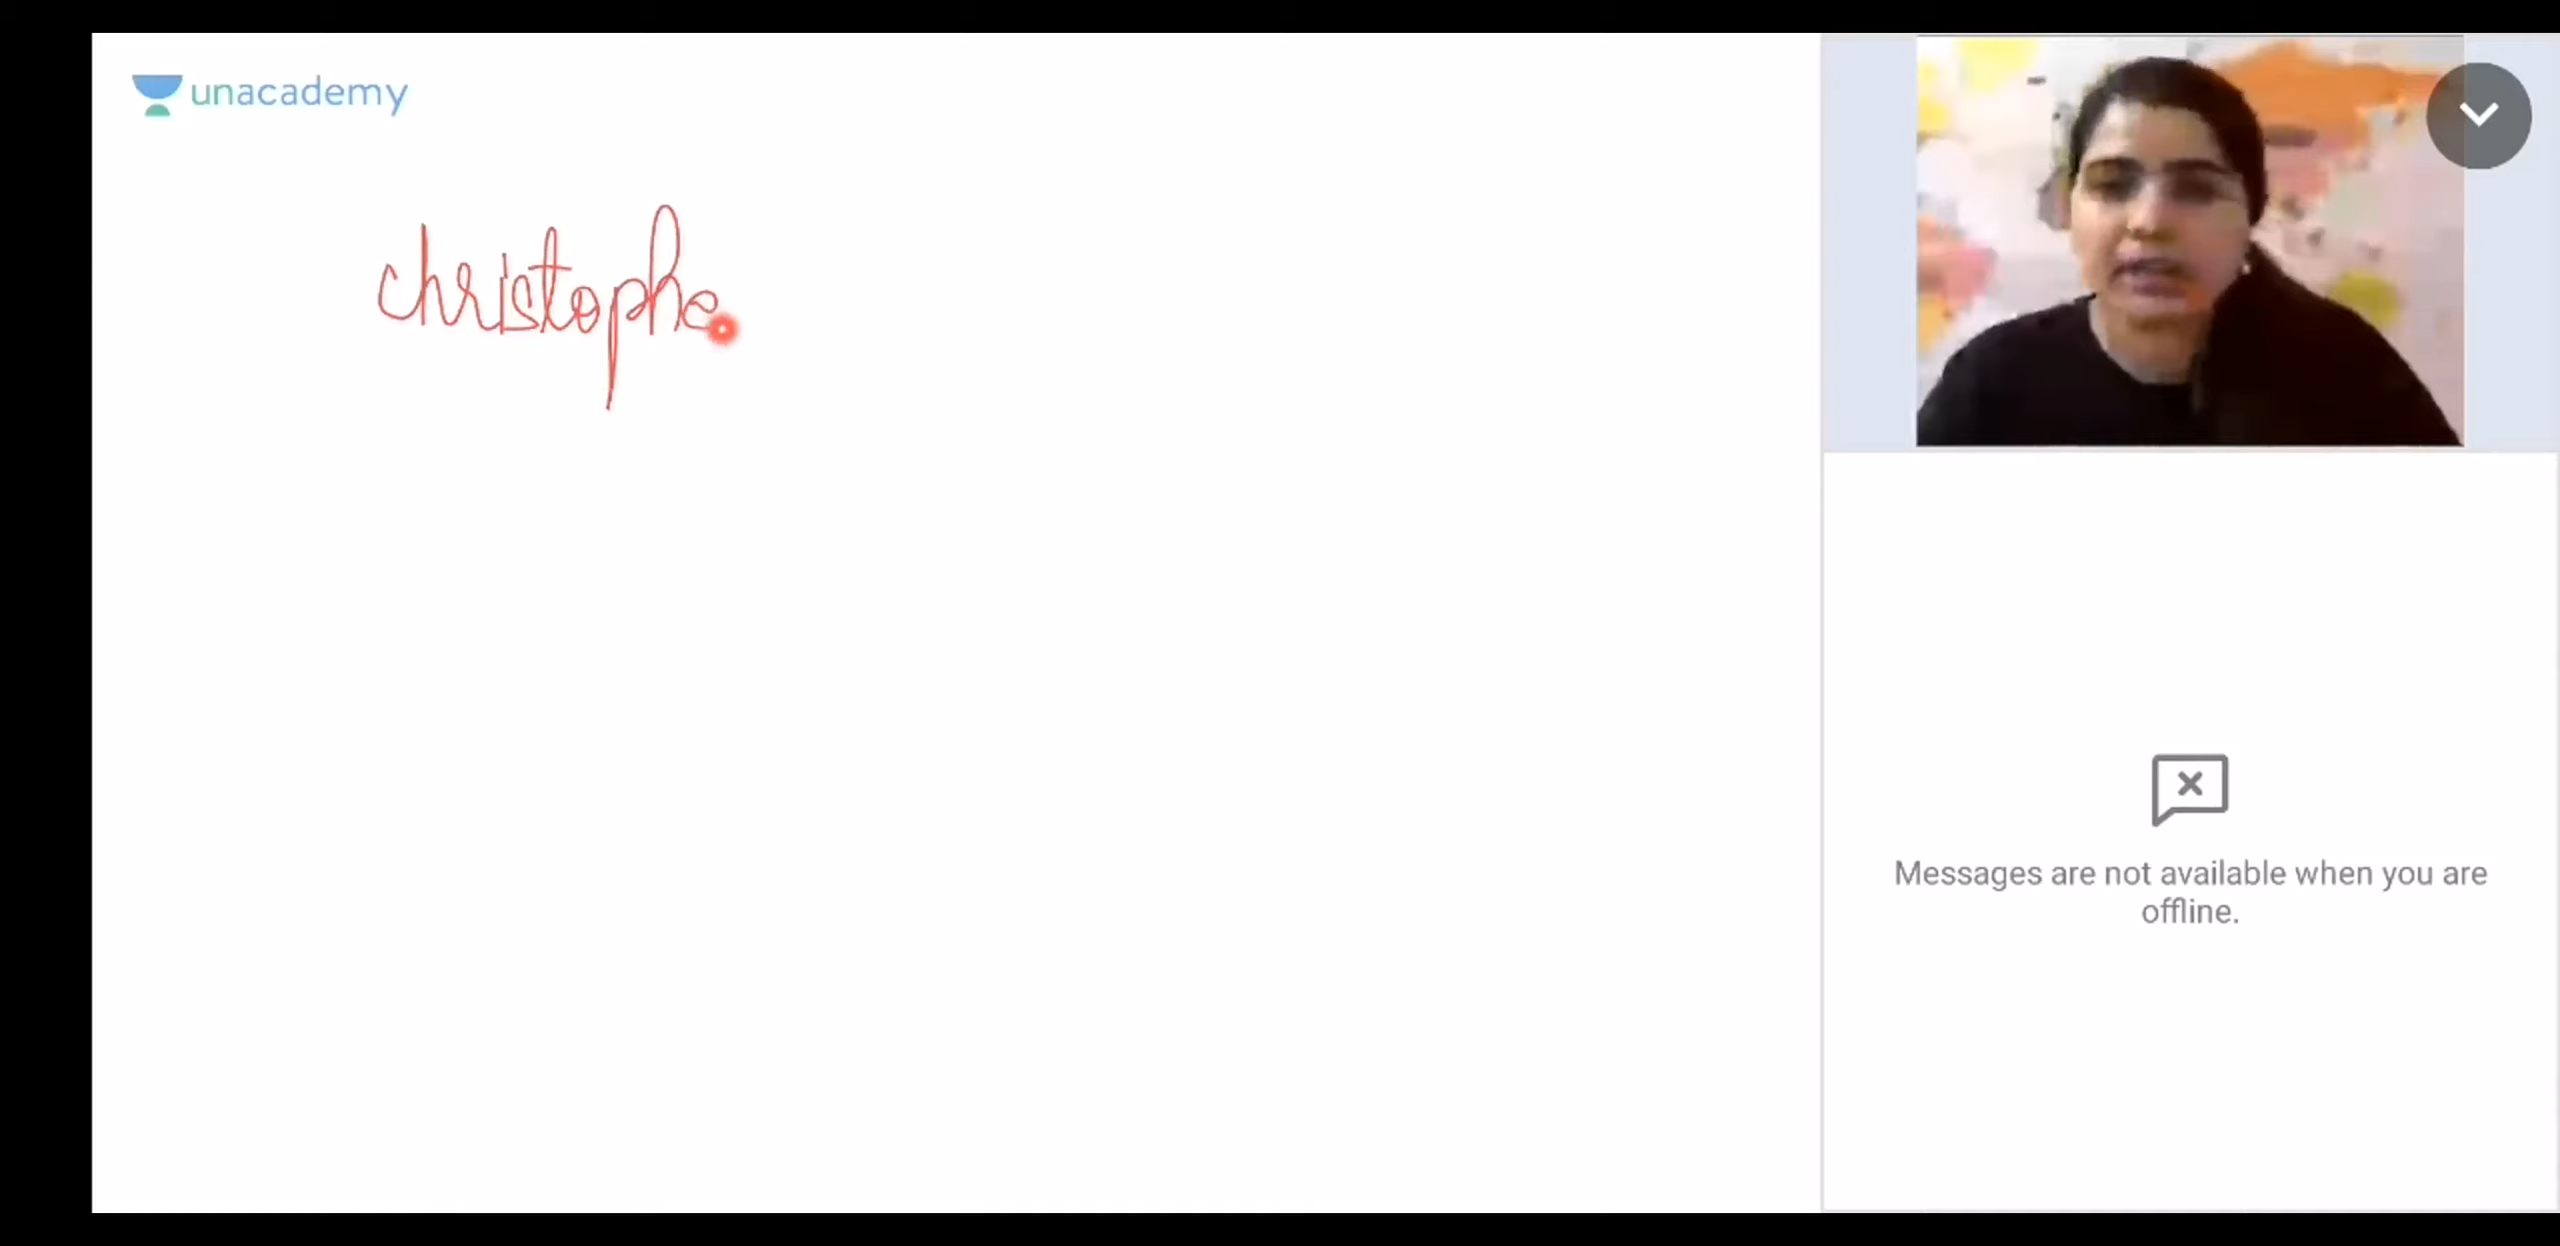 unacademy
christophe
Messages are not available when you are
offline.